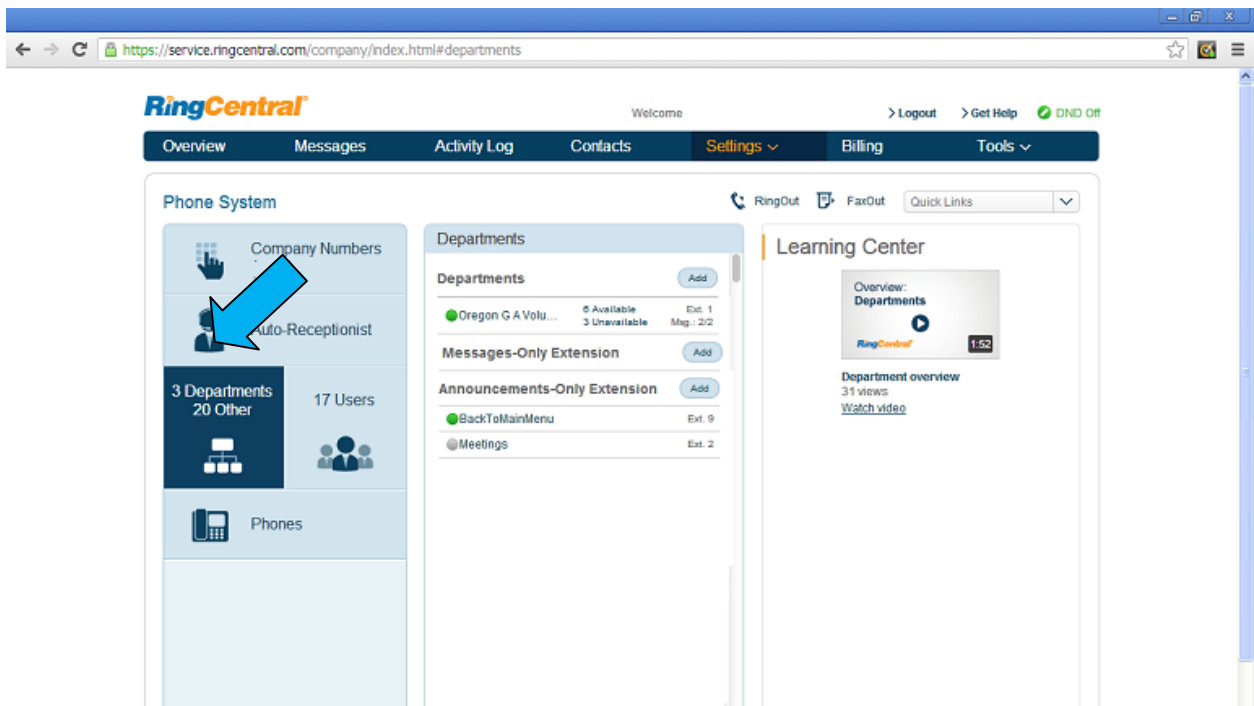 https://service.ringcentral.com/company/index.html#departments
RingCentral®
Welcome
> Logout > Get Help DND Off
Overview Messages Activity Log Contacts Settings Billing Tools
Phone System
RingOut FaxOut Quick Links
Company Numbers
Auto-Receptionist
3 Departments
20 Other
17 Users
Phones
Departments
Departments Add
Oregon G A Volu... 6 Available Ext. 1
3 Unavailable Msg.: 2/2
Messages-Only Extension Add
Announcements-Only Extension Add
BackToMainMenu Ext. 9
Meetings Ext. 2
Learning Center
Overview:
Departments
RingCentral 1:52
Department overview
31 views
Watch video